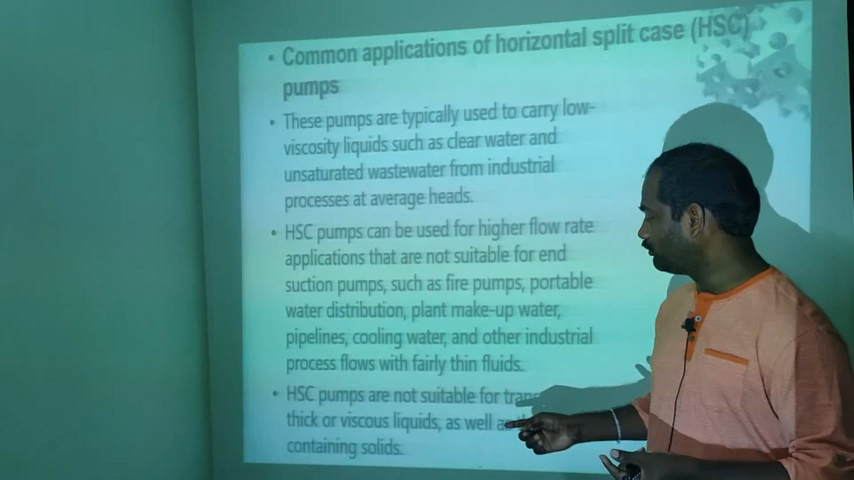 • Common applications of horizontal split case (HSC)
pumps
• These pumps are typically used to carry low-
viscosity liquids such as clear water and
unsaturated wastewater from industrial
processes at average heads.
• HSC pumps can be used for higher flow rate
applications that are not suitable for end
suction pumps, such as fire pumps, portable
water distribution, plant make-up water,
pipelines, cooling water, and other industrial
process flows with fairly thin fluids.
• HSC pumps are not suitable for
thick or viscous liquids, as well
containing solids.